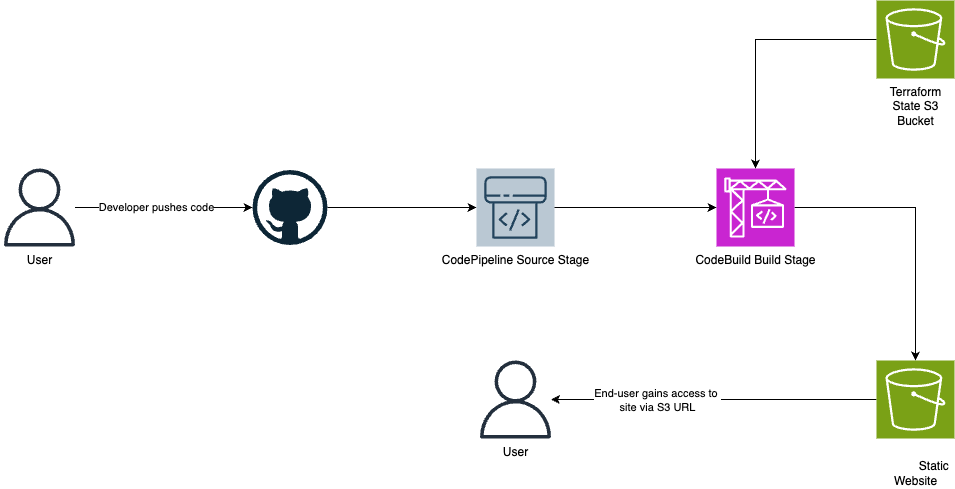 Terraform
State S3
Bucket
Developer pushes code
User
CodePipeline Source Stage
CodeBuild Build Stage
End-user gains access to
site via S3 URL
User
Static
Website